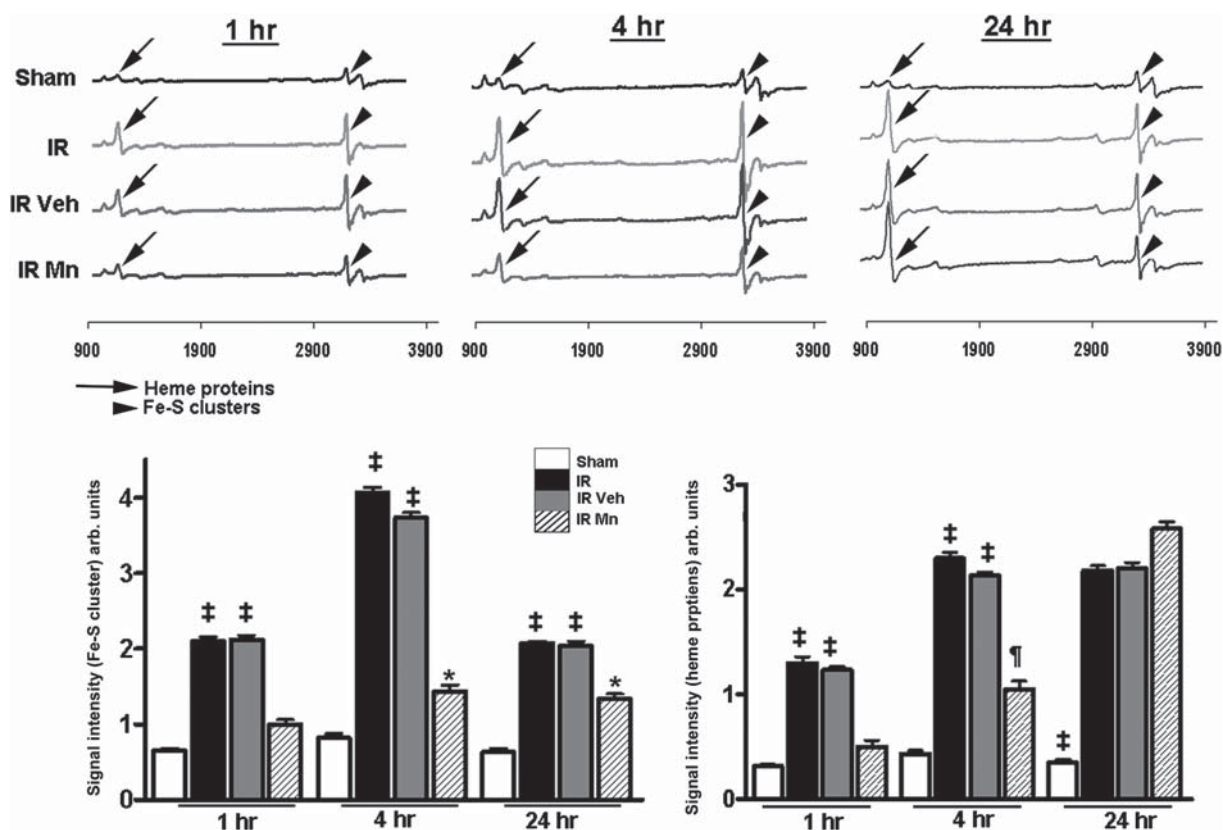 1 hr
4 hr
24 hr
Sham
IR
IR Veh
IR Mn
900 1900 2900 3900
900 1900 2900 3900
900 1900 2900 3900
Heme proteins
Fe-S clusters
Signal intensity (Fe-S cluster) arb. units
4
3
2
1
0
‡ ‡ ‡ ‡ * ‡ ‡ *
1 hr 4 hr 24 hr
Sham
IR
IR Veh
IR Mn
Signal intensity (heme prptiens) arb. units
3
2
1
0
‡ ‡ ‡ ‡ ¶ ‡
1 hr 4 hr 24 hr